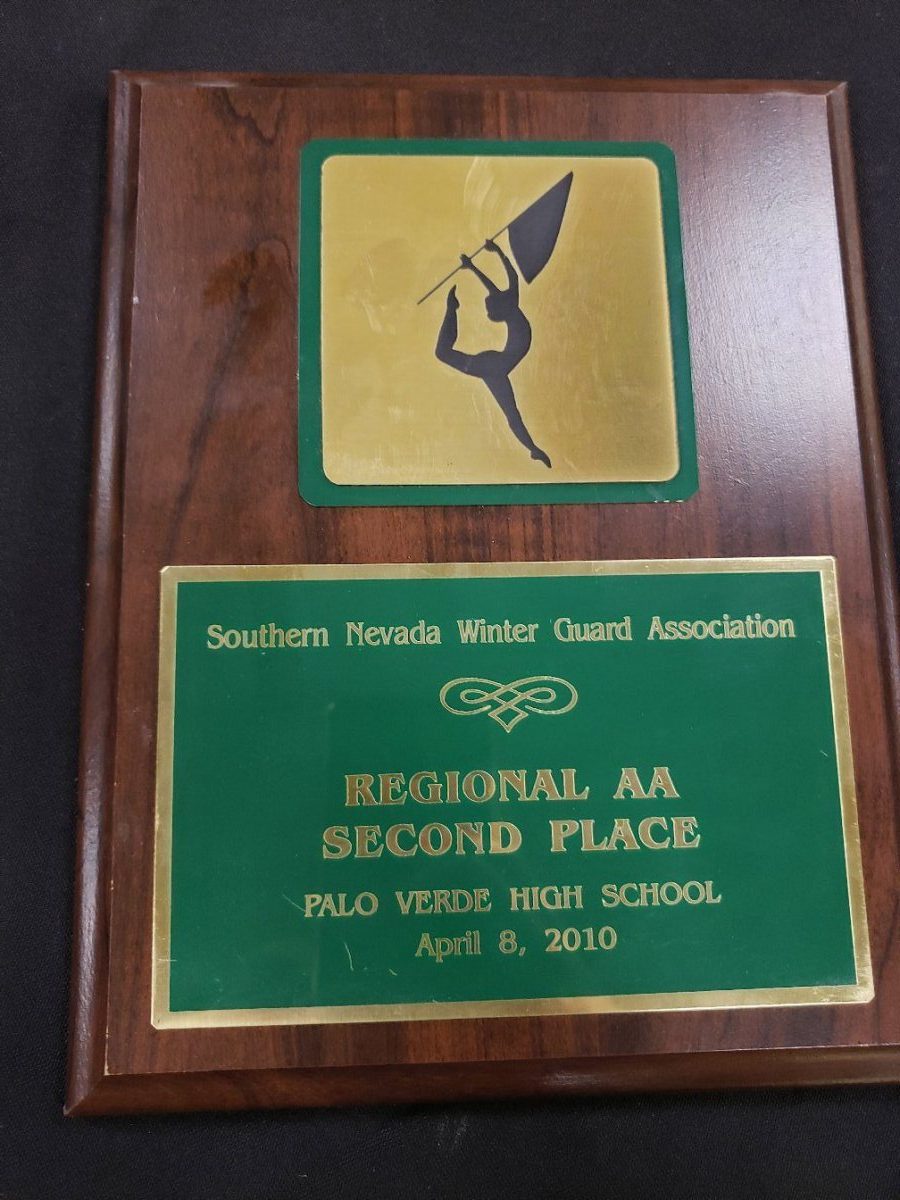 Southern Nevada Winter Guard Association
REGIONAL AA
SECOND PLACE
PALO VERDE HIGH SCHOOL
April 8, 2010